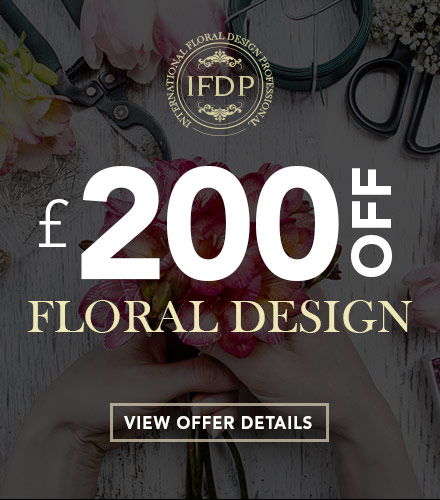 INTERNATIONAL FLORAL DESIGN PROFESSIONAL
IFDP
£200 OFF
FLORAL DESIGN
VIEW OFFER DETAILS